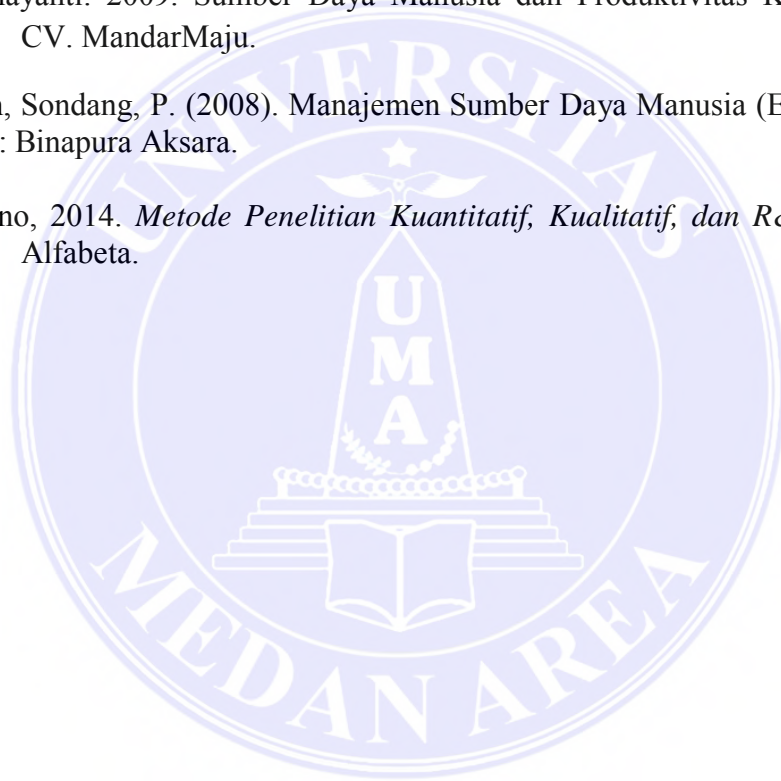 ayanti. 2009. Sumber Daya Manusia dan Produktivitas K
CV. MandarMaju.
, Sondang, P. (2008). Manajemen Sumber Daya Manusia (E
: Binapura Aksara.
no, 2014. Metode Penelitian Kuantitatif, Kualitatif, dan R&
Alfabeta.
UNIVERSITAS
UMA
MEDAN AREA